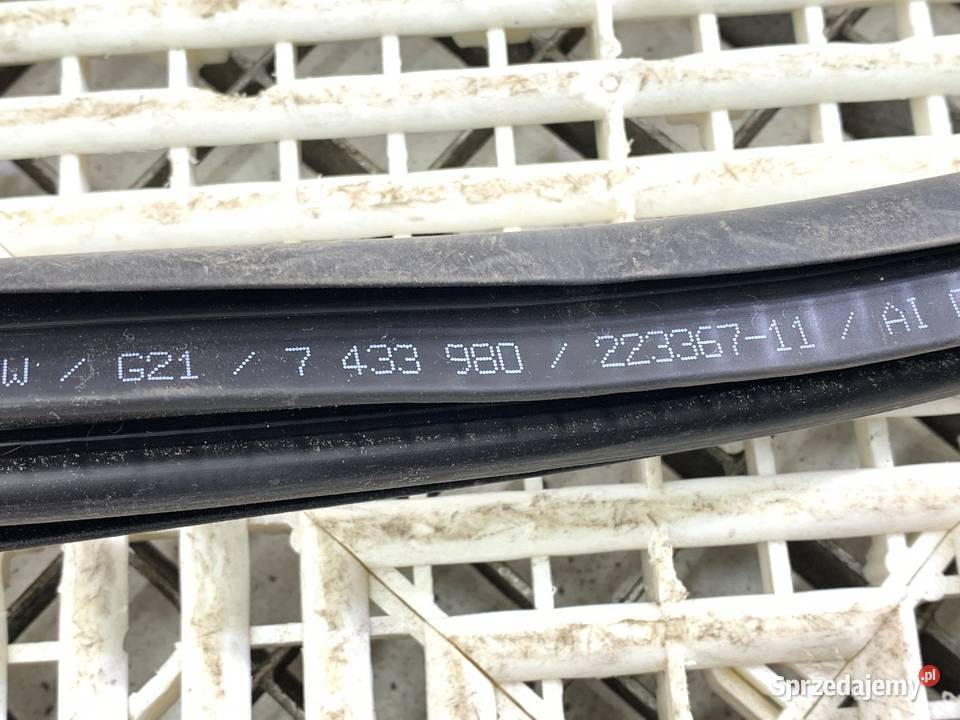 W / G21 / 7 433 980 / 223367-11 / AI
Sprzedajemy .pl